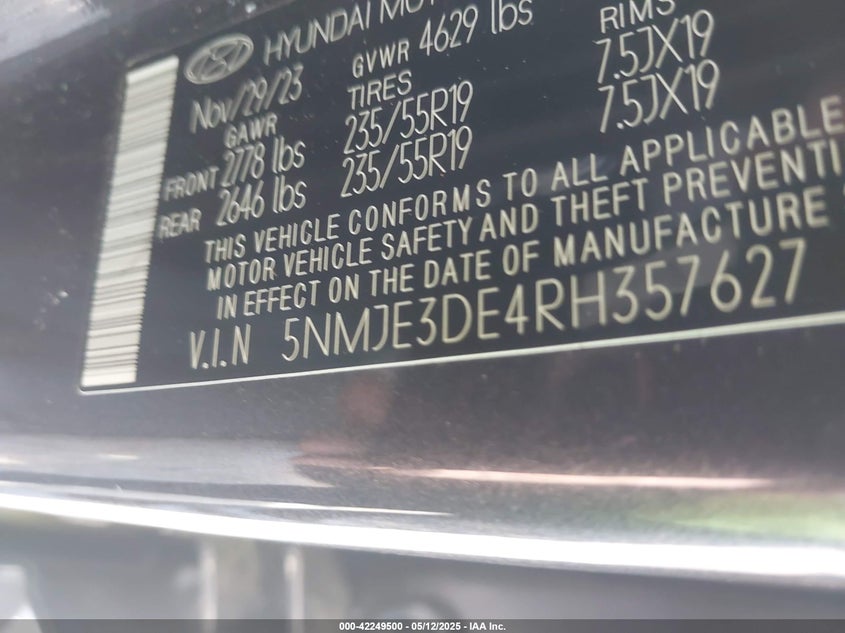 HYUNDAI MOT
Nov/29/23 GVWR 4629 lbs
GAWR TIRES RIMS
FRONT 2778 lbs 235/55R19 7.5JX19
REAR 2646 lbs 235/55R19 7.5JX19
THIS VEHICLE CONFORMS TO ALL APPLICABLE
MOTOR VEHICLE SAFETY AND THEFT PREVENTI
IN EFFECT ON THE DATE OF MANUFACTURE
V.I.N 5NMJE3DE4RH357627
000-42249500 - 05/12/2025 - IAA Inc.